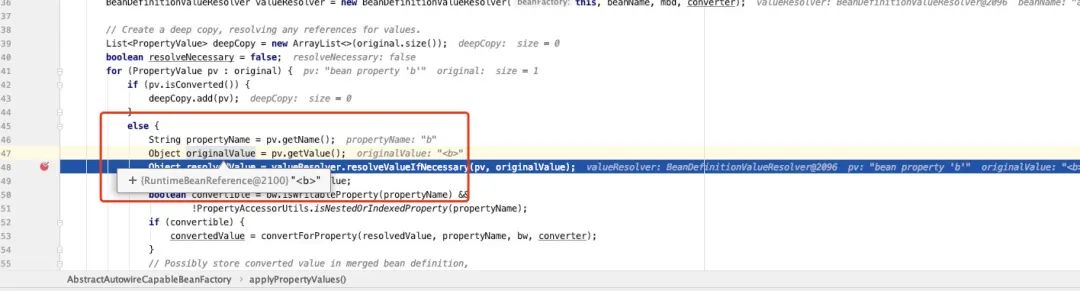 36 BeanDefinitionValueResolver valueResolver = new BeanDefinitionValueResolver( beanFactory: this, beanName, mbd, converter); valueResolver: BeanDefinitionValueResolver@2096 beanName: "a
37
38 // Create a deep copy, resolving any references for values.
39 List<PropertyValue> deepCopy = new ArrayList<>(original.size()); deepCopy: size = 0
40 boolean resolveNecessary = false; resolveNecessary: false
41 for (PropertyValue pv : original) { pv: "bean property 'b'" original: size = 1
42 if (pv.isConverted()) {
43 deepCopy.add(pv); deepCopy: size = 0
44 }
45 else {
46 String propertyName = pv.getName(); propertyName: "b"
47 Object originalValue = pv.getValue(); originalValue: "<b>"
48 Object resolvedValue = valueResolver.resolveValueIfNecessary(pv, originalValue); valueResolver: BeanDefinitionValueResolver@2096 pv: "bean property 'b'" originalValue: "<b>
49 + {RuntimeBeanReference@2100} "<b>" lue;
50 boolean convertible = bw.isWritableProperty(propertyName) &&
51 !PropertyAccessorUtils.isNestedOrIndexedProperty(propertyName);
52 if (convertible) {
53 convertedValue = convertForProperty(resolvedValue, propertyName, bw, converter);
54 }
55 // Possibly store converted value in merged bean definition,
AbstractAutowireCapableBeanFactory › applyPropertyValues()